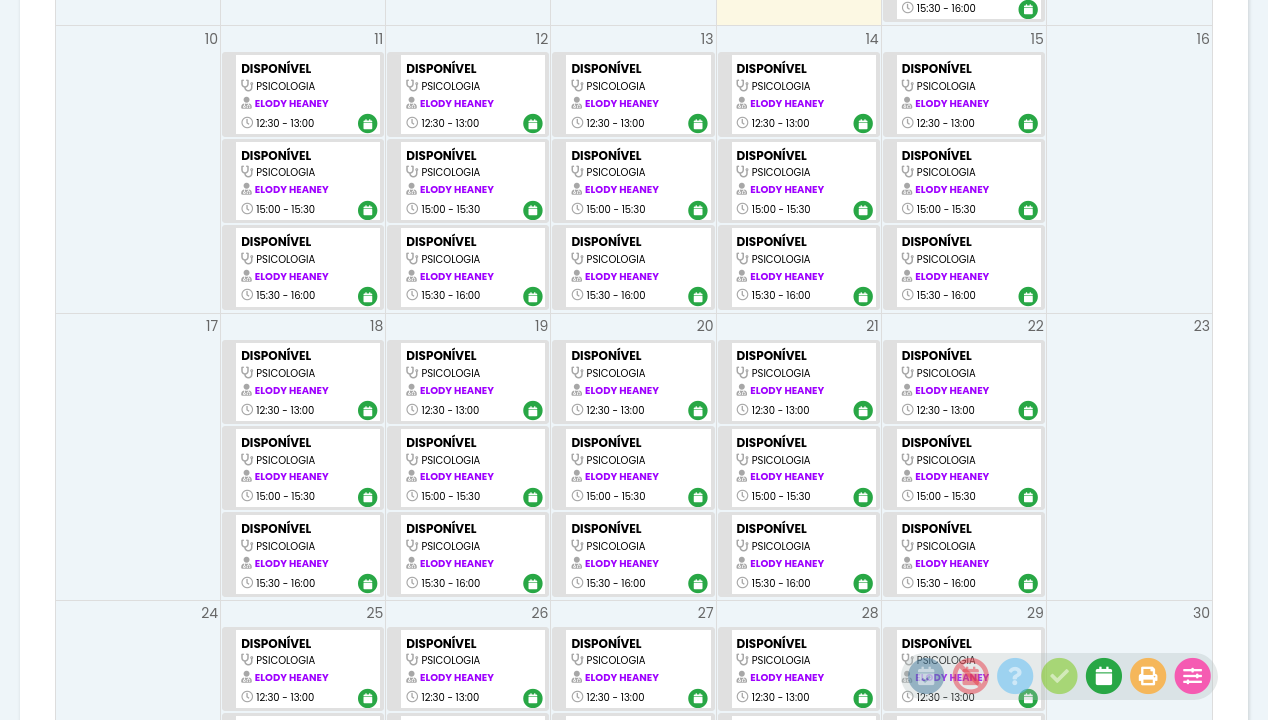 15:30 - 16:00
10 11 12 13 14 15 16
DISPONÍVEL DISPONÍVEL DISPONÍVEL DISPONÍVEL DISPONÍVEL
PSICOLOGIA PSICOLOGIA PSICOLOGIA PSICOLOGIA PSICOLOGIA
ELODY HEANEY ELODY HEANEY ELODY HEANEY ELODY HEANEY ELODY HEANEY
12:30 - 13:00 12:30 - 13:00 12:30 - 13:00 12:30 - 13:00 12:30 - 13:00
DISPONÍVEL DISPONÍVEL DISPONÍVEL DISPONÍVEL DISPONÍVEL
PSICOLOGIA PSICOLOGIA PSICOLOGIA PSICOLOGIA PSICOLOGIA
ELODY HEANEY ELODY HEANEY ELODY HEANEY ELODY HEANEY ELODY HEANEY
15:00 - 15:30 15:00 - 15:30 15:00 - 15:30 15:00 - 15:30 15:00 - 15:30
DISPONÍVEL DISPONÍVEL DISPONÍVEL DISPONÍVEL DISPONÍVEL
PSICOLOGIA PSICOLOGIA PSICOLOGIA PSICOLOGIA PSICOLOGIA
ELODY HEANEY ELODY HEANEY ELODY HEANEY ELODY HEANEY ELODY HEANEY
15:30 - 16:00 15:30 - 16:00 15:30 - 16:00 15:30 - 16:00 15:30 - 16:00
17 18 19 20 21 22 23
DISPONÍVEL DISPONÍVEL DISPONÍVEL DISPONÍVEL DISPONÍVEL
PSICOLOGIA PSICOLOGIA PSICOLOGIA PSICOLOGIA PSICOLOGIA
ELODY HEANEY ELODY HEANEY ELODY HEANEY ELODY HEANEY ELODY HEANEY
12:30 - 13:00 12:30 - 13:00 12:30 - 13:00 12:30 - 13:00 12:30 - 13:00
DISPONÍVEL DISPONÍVEL DISPONÍVEL DISPONÍVEL DISPONÍVEL
PSICOLOGIA PSICOLOGIA PSICOLOGIA PSICOLOGIA PSICOLOGIA
ELODY HEANEY ELODY HEANEY ELODY HEANEY ELODY HEANEY ELODY HEANEY
15:00 - 15:30 15:00 - 15:30 15:00 - 15:30 15:00 - 15:30 15:00 - 15:30
DISPONÍVEL DISPONÍVEL DISPONÍVEL DISPONÍVEL DISPONÍVEL
PSICOLOGIA PSICOLOGIA PSICOLOGIA PSICOLOGIA PSICOLOGIA
ELODY HEANEY ELODY HEANEY ELODY HEANEY ELODY HEANEY ELODY HEANEY
15:30 - 16:00 15:30 - 16:00 15:30 - 16:00 15:30 - 16:00 15:30 - 16:00
24 25 26 27 28 29 30
DISPONÍVEL DISPONÍVEL DISPONÍVEL DISPONÍVEL DISPONÍVEL
PSICOLOGIA PSICOLOGIA PSICOLOGIA PSICOLOGIA PSICOLOGIA
ELODY HEANEY ELODY HEANEY ELODY HEANEY ELODY HEANEY ELODY HEANEY
12:30 - 13:00 12:30 - 13:00 12:30 - 13:00 12:30 - 13:00 12:30 - 13:00